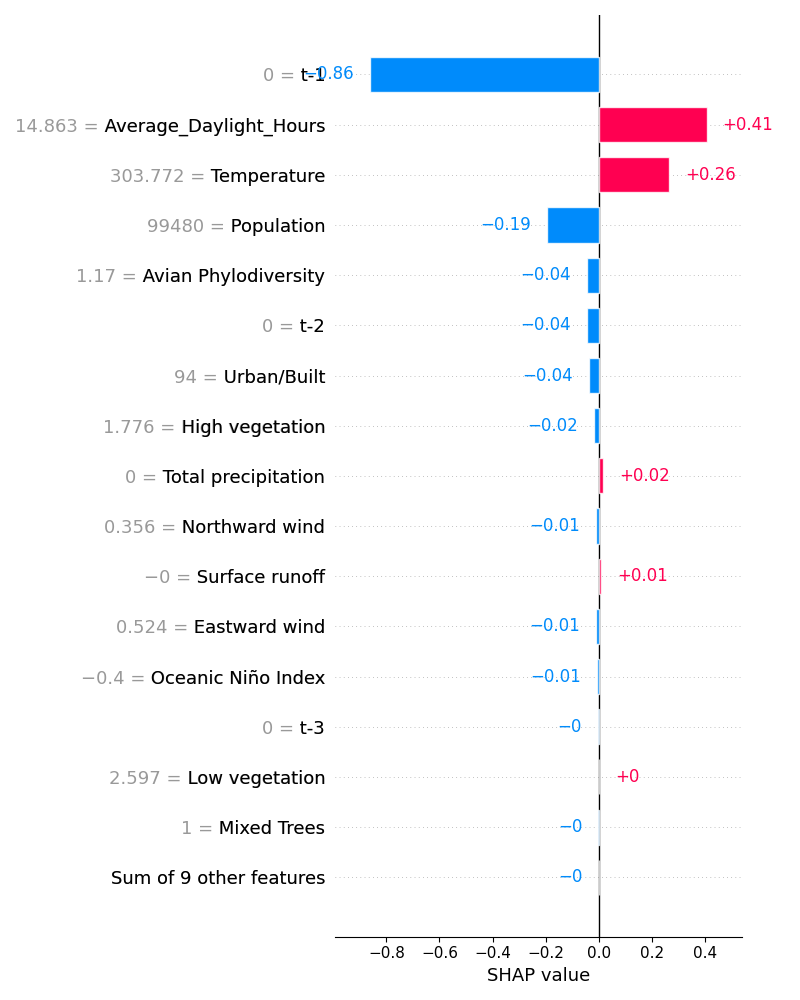 0 = t-1 −0.86
14.863 = Average_Daylight_Hours +0.41
303.772 = Temperature +0.26
99480 = Population −0.19
1.17 = Avian Phylodiversity −0.04
0 = t-2 −0.04
94 = Urban/Built −0.04
1.776 = High vegetation −0.02
0 = Total precipitation +0.02
0.356 = Northward wind −0.01
−0 = Surface runoff +0.01
0.524 = Eastward wind −0.01
−0.4 = Oceanic Niño Index −0.01
0 = t-3 −0
2.597 = Low vegetation +0
1 = Mixed Trees −0
Sum of 9 other features −0
−0.8 −0.6 −0.4 −0.2 0.0 0.2 0.4
SHAP value